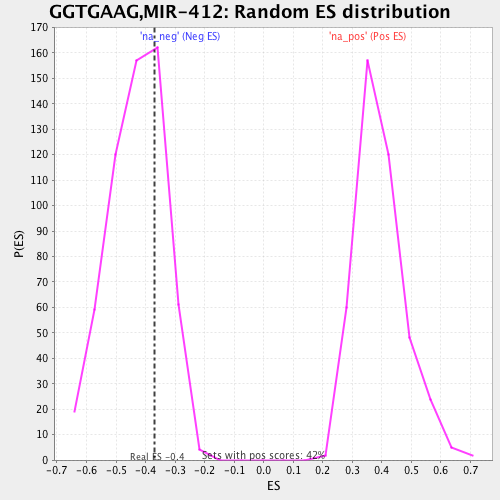 GGTGAAG,MIR-412: Random ES distribution
'na_neg' (Neg ES)
'na_pos' (Pos ES)
170
160
150
140
130
120
110
100
90
80
70
60
50
40
30
20
10
0
P(ES)
Real ES -0.4
Sets with pos scores: 42%
-0.7 -0.6 -0.5 -0.4 -0.3 -0.2 -0.1 0.0 0.1 0.2 0.3 0.4 0.5 0.6 0.7
ES